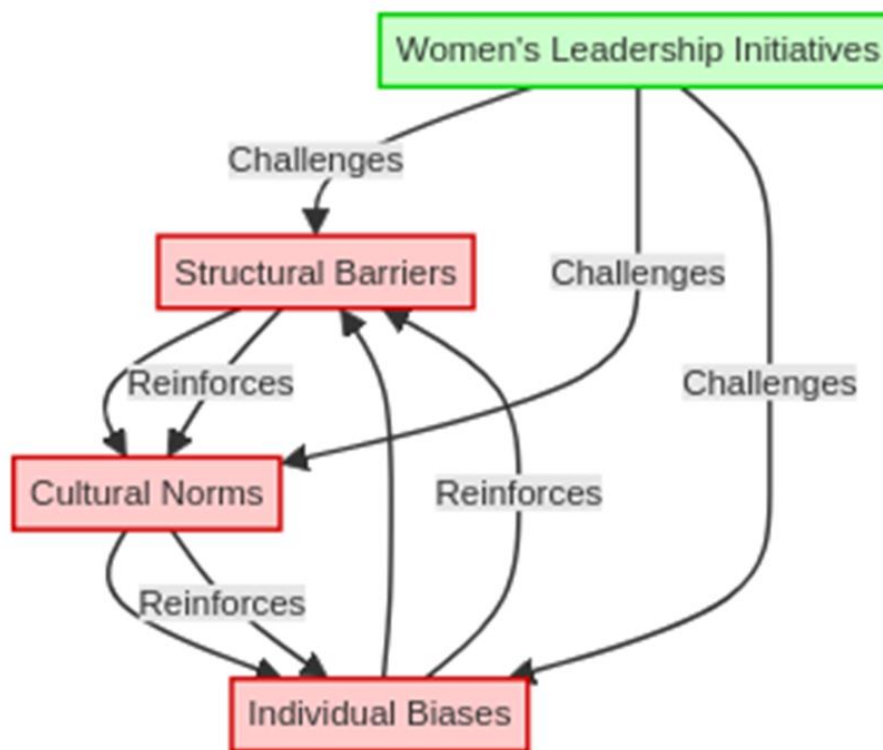 Women's Leadership Initiatives
Challenges
Structural Barriers
Challenges
Reinforces
Challenges
Cultural Norms
Reinforces
Reinforces
Individual Biases